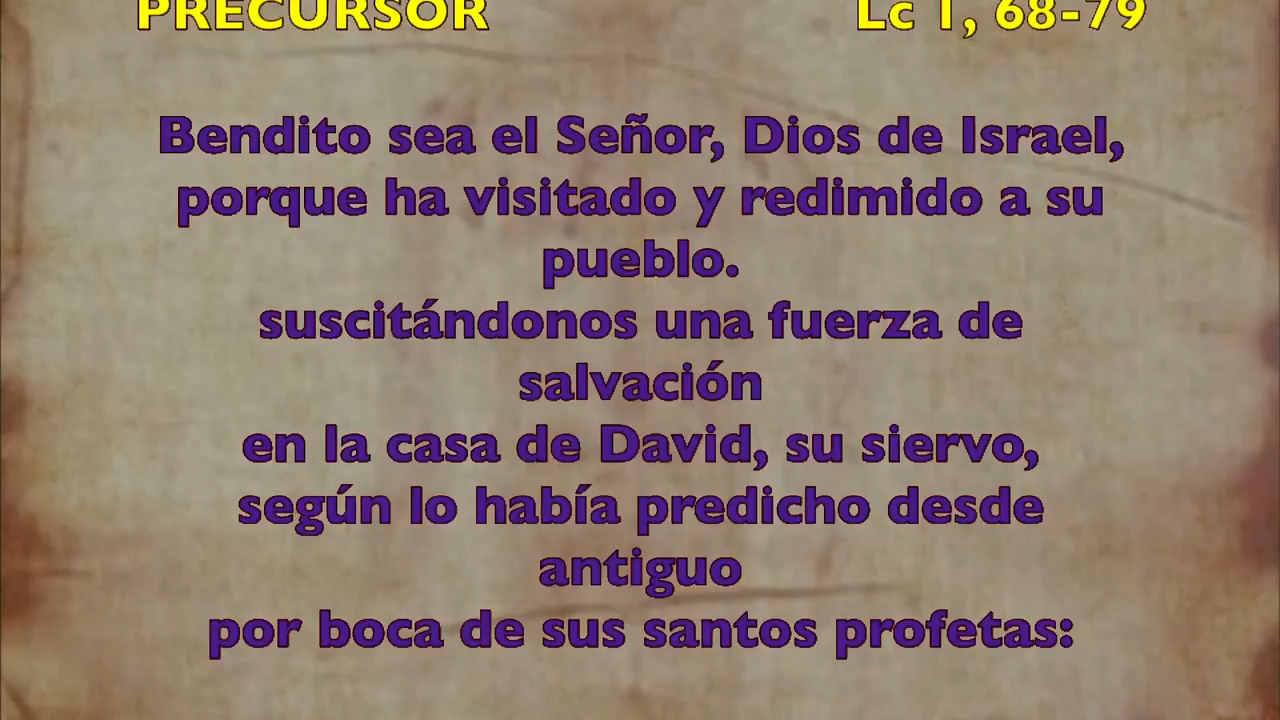 PRECURSOR Lc 1, 68-79
Bendito sea el Señor, Dios de Israel,
porque ha visitado y redimido a su
pueblo.
suscitándonos una fuerza de
salvación
en la casa de David, su siervo,
según lo había predicho desde
antiguo
por boca de sus santos profetas: